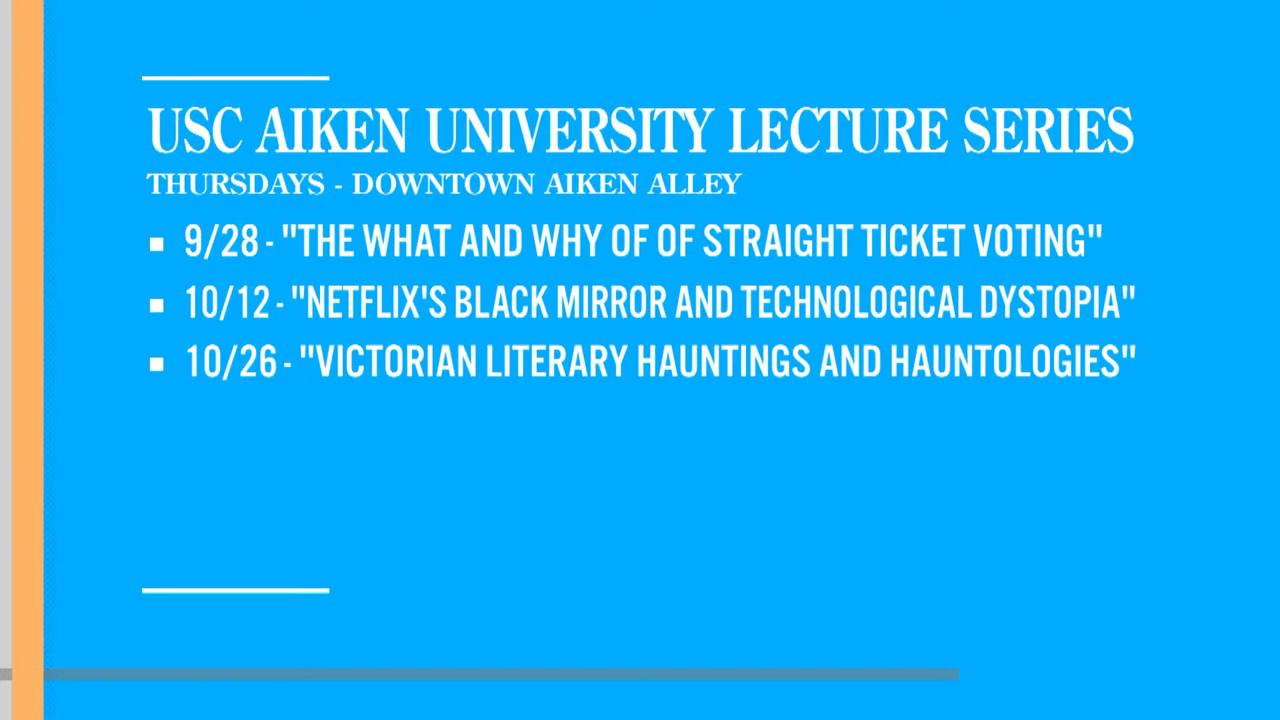 USC AIKEN UNIVERSITY LECTURE SERIES
THURSDAYS - DOWNTOWN AIKEN ALLEY
▪ 9/28 - "THE WHAT AND WHY OF OF STRAIGHT TICKET VOTING"
▪ 10/12 - "NETFLIX'S BLACK MIRROR AND TECHNOLOGICAL DYSTOPIA"
▪ 10/26 - "VICTORIAN LITERARY HAUNTINGS AND HAUNTOLOGIES"